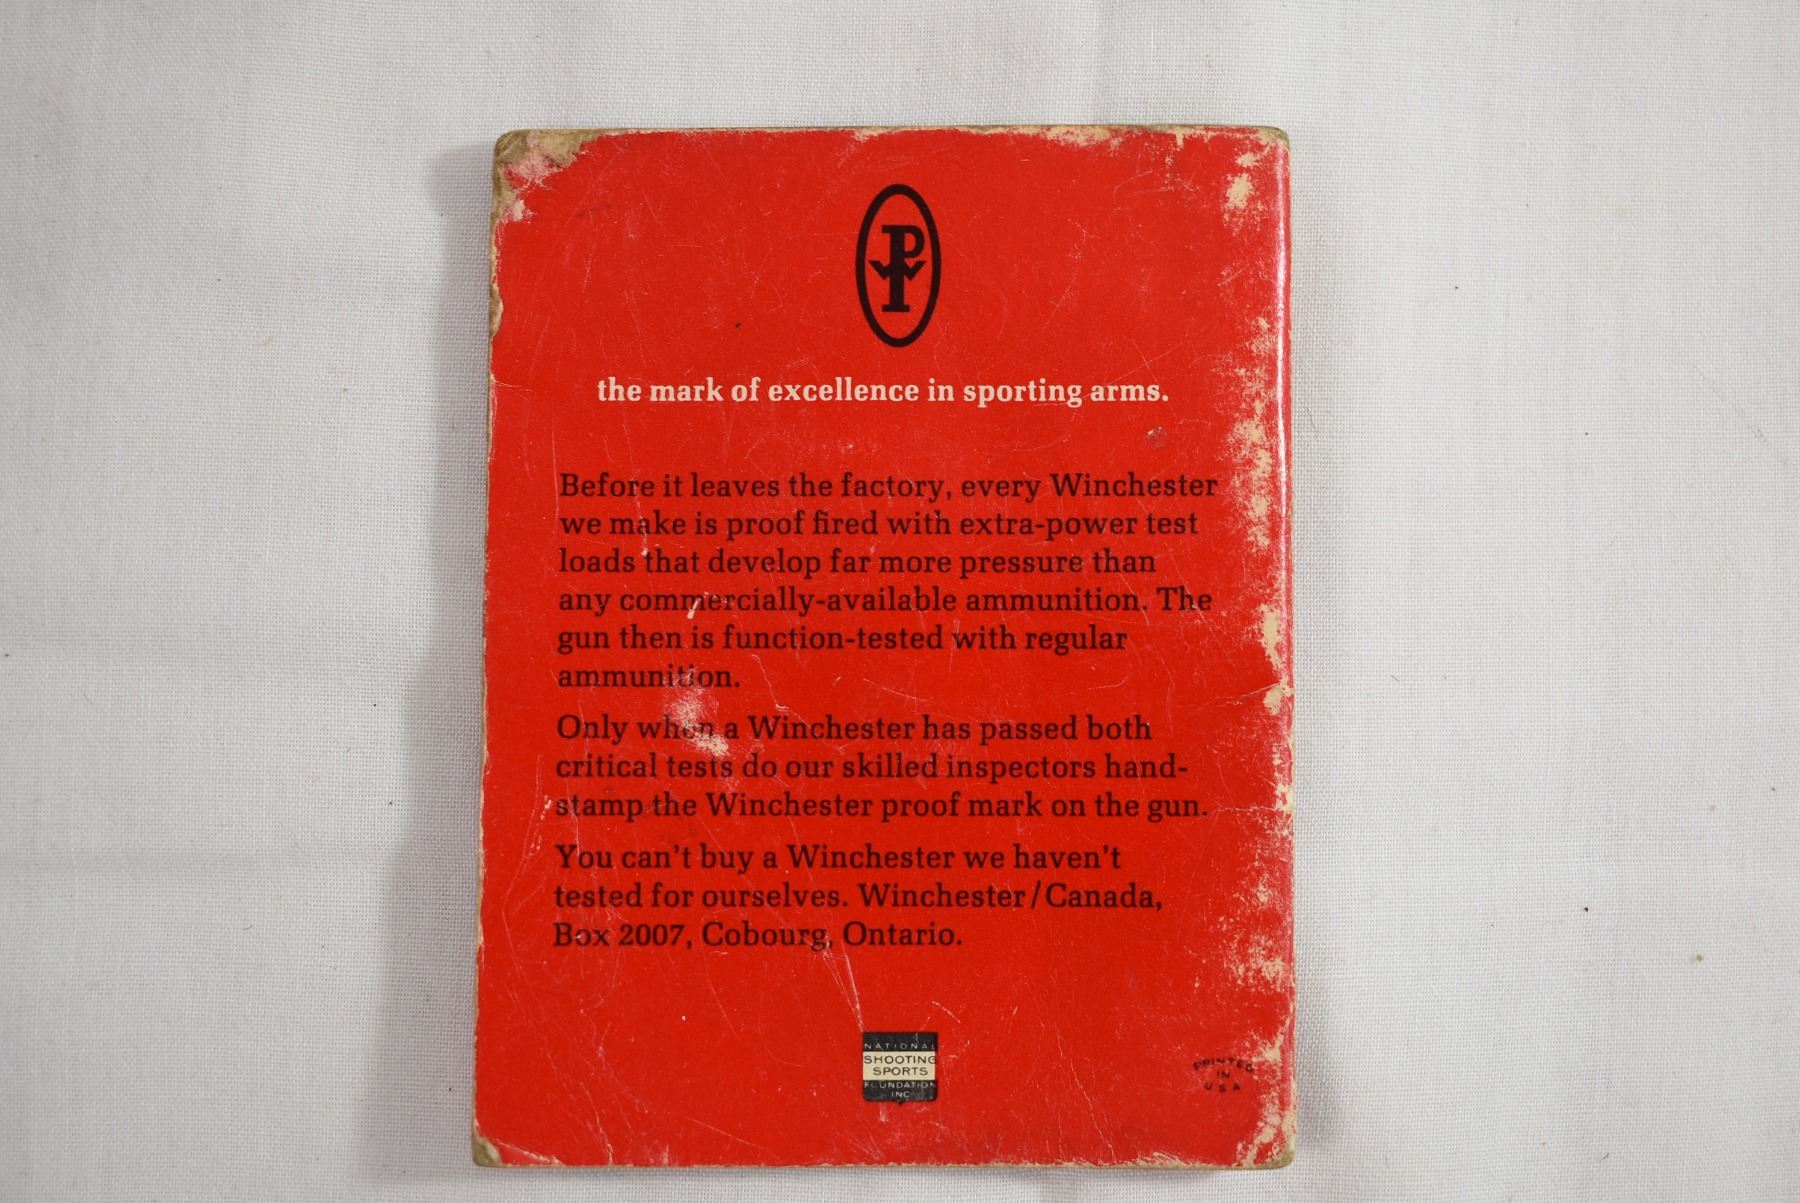 PW
the mark of excellence in sporting arms.
Before it leaves the factory, every Winchester
we make is proof fired with extra-power test
loads that develop far more pressure than
any commercially-available ammunition. The
gun then is function-tested with regular
ammunition.
Only when a Winchester has passed both
critical tests do our skilled inspectors hand-
stamp the Winchester proof mark on the gun.
You can't buy a Winchester we haven't
tested for ourselves. Winchester/Canada,
Box 2007, Cobourg, Ontario.
NATIONAL
SHOOTING
SPORTS
FOUNDATION
INC
PRINTED
IN
USA